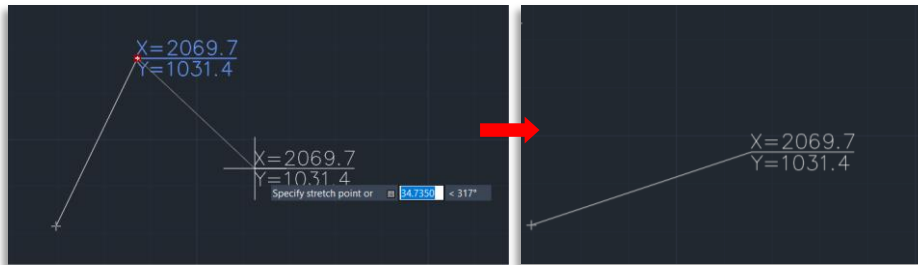 X=2069.7
Y=1031.4
X=2069.7
Y=1031.4
Specify stretch point or 34.7350 < 317°
X=2069.7
Y=1031.4